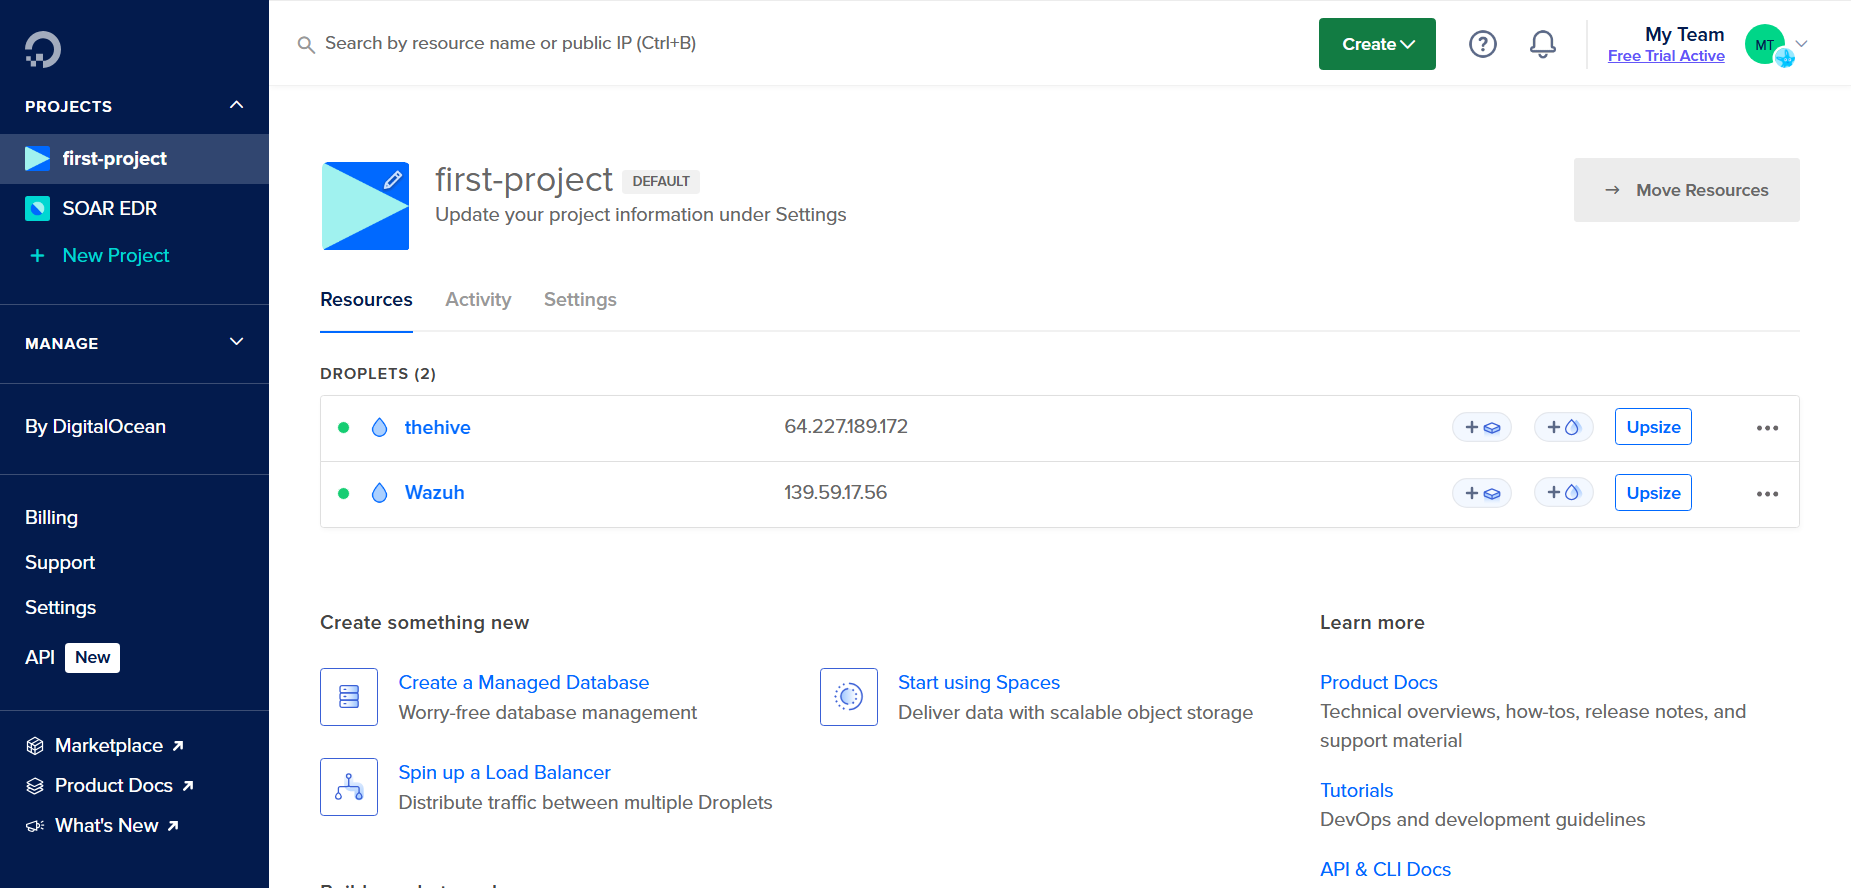 Search by resource name or public IP (Ctrl+B)
Create
My Team
Free Trial Active
MT
PROJECTS
first-project
SOAR EDR
+ New Project
MANAGE
By DigitalOcean
Billing
Support
Settings
API New
Marketplace
Product Docs
What's New
first-project DEFAULT
Update your project information under Settings
→ Move Resources
Resources Activity Settings
DROPLETS (2)
thehive 64.227.189.172 + + Upsize ...
Wazuh 139.59.17.56 + + Upsize ...
Create something new
Create a Managed Database
Worry-free database management
Start using Spaces
Deliver data with scalable object storage
Spin up a Load Balancer
Distribute traffic between multiple Droplets
Learn more
Product Docs
Technical overviews, how-tos, release notes, and
support material
Tutorials
DevOps and development guidelines
API & CLI Docs